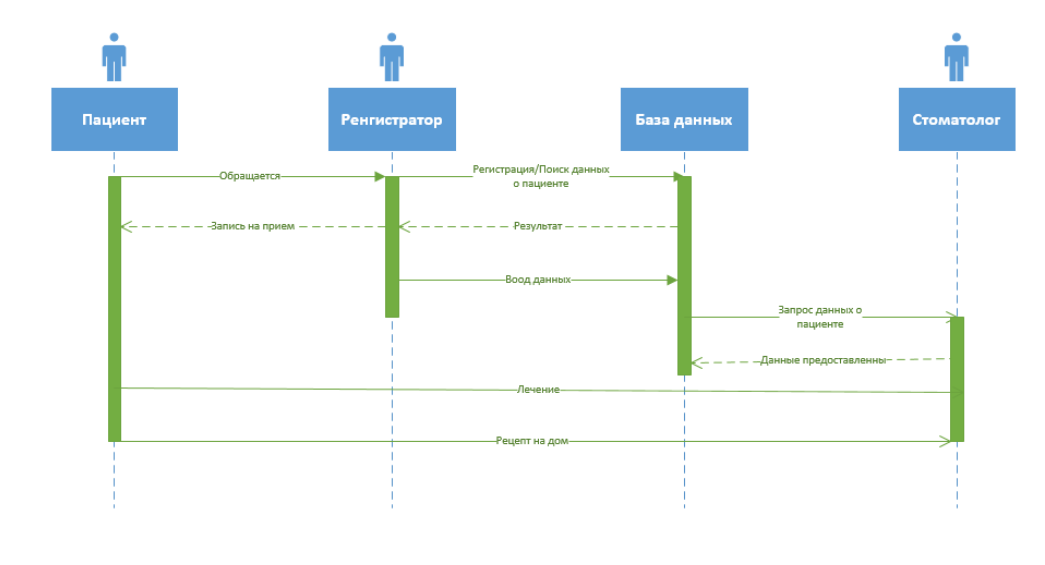 Пациент
Ренгистратор
База данных
Стоматолог
Обращается
Регистрация/Поиск данных
о пациенте
Запись на прием
Результат
Воод данных
Запрос данных о
пациенте
Данные предоставленны
Лечение
Рецепт на дом